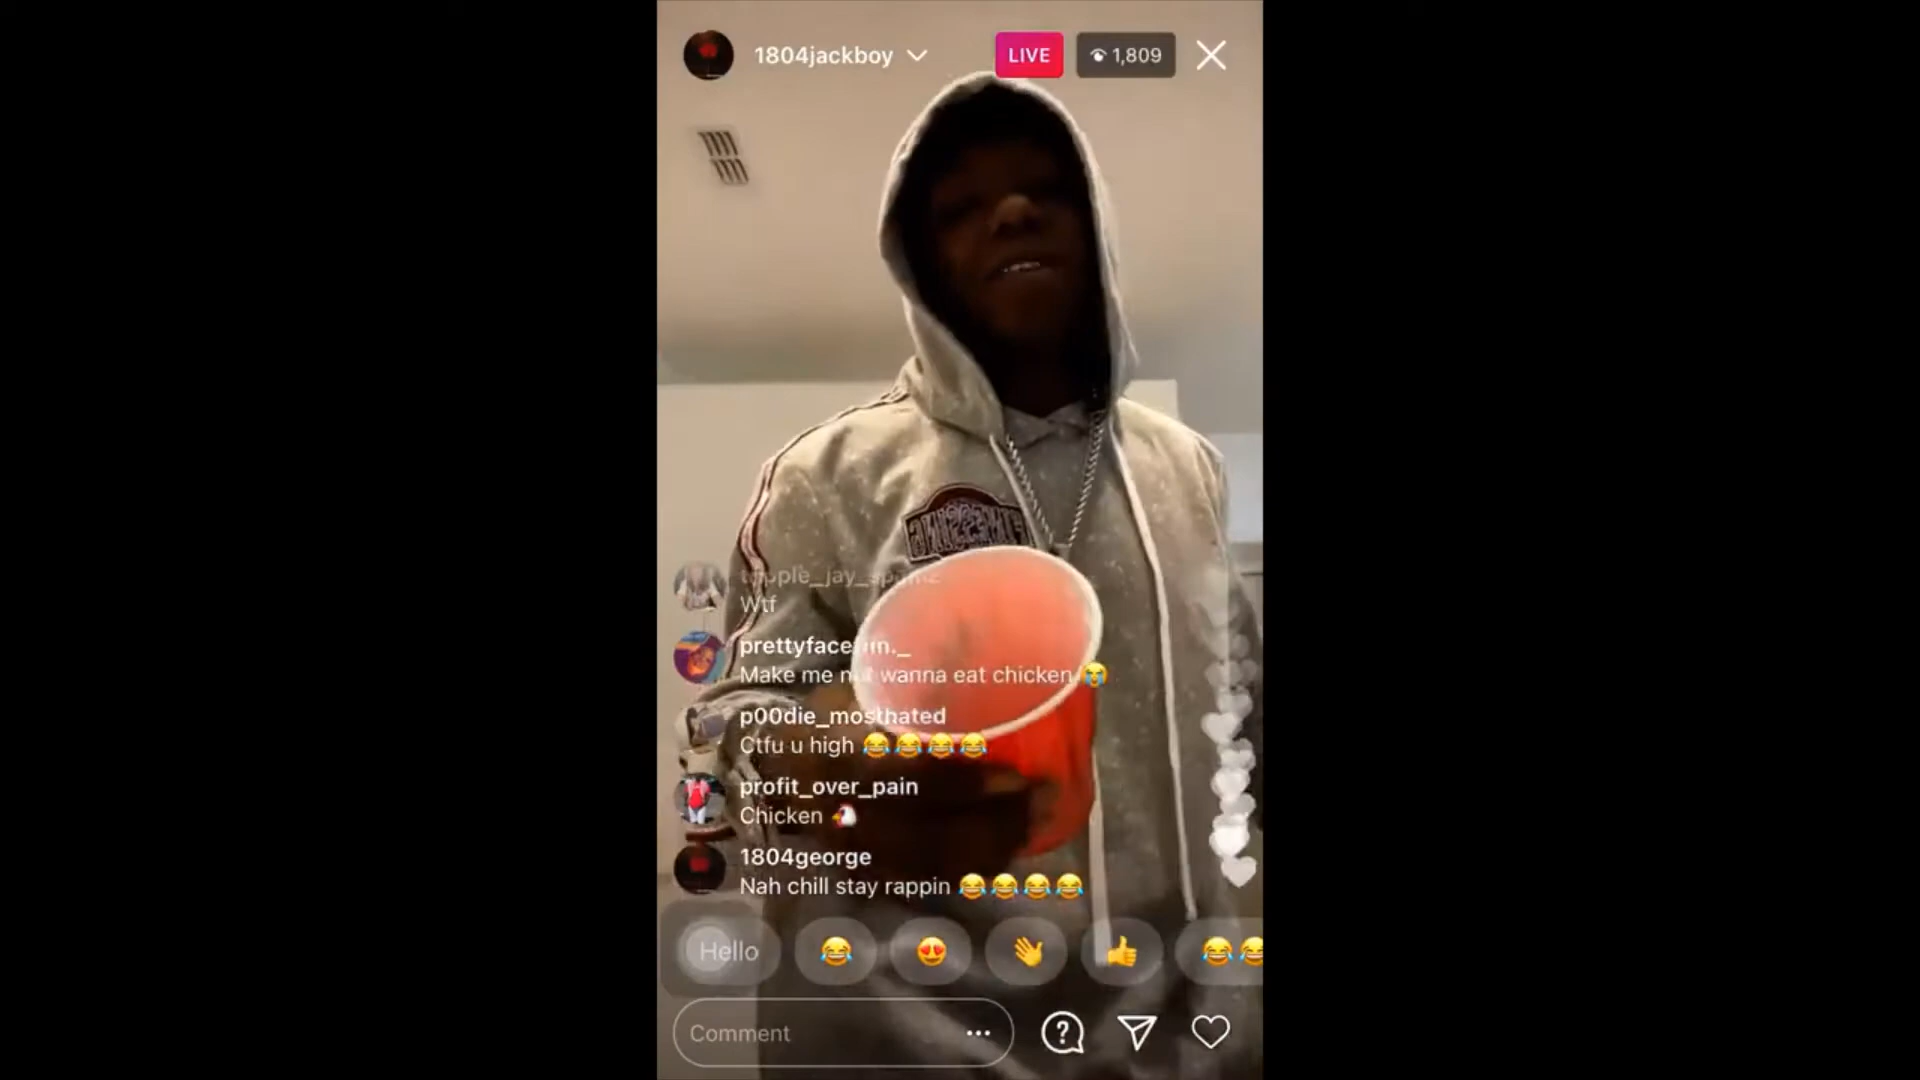 1804jackboy
LIVE
1,809
Wtf
Make me not wanna eat chicken 😭
p00die_mosthated
Ctfu u high 😂😂😂😂
profit_over_pain
Chicken 🐔
1804george
Nah chill stay rappin 😂😂😂😂
Hello
Comment